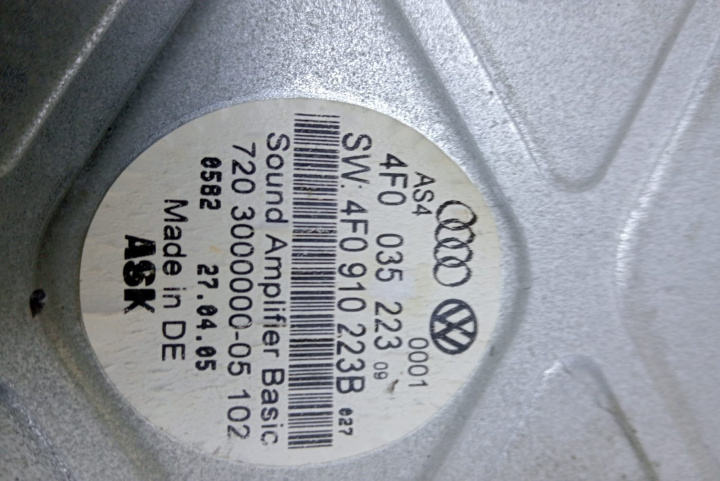 AS4 0001
4F0 035 223 09
SW: 4F0 910 223B 027
Sound Amplifier Basic
720 3000000-05 102
0582 27.04.05
Made in DE
ASK